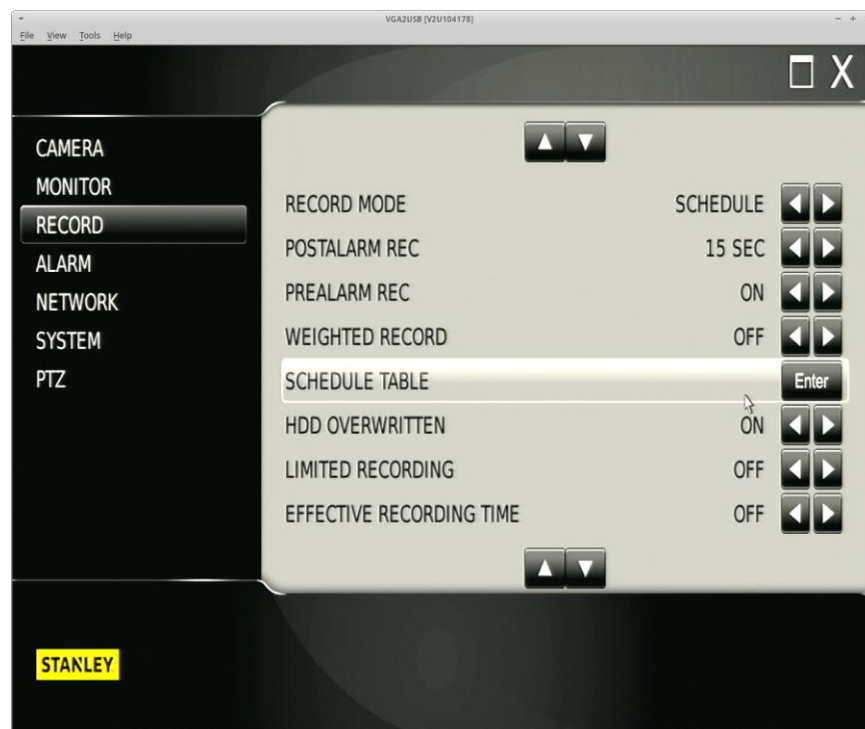 VGA2USB [V2U104178]
File View Tools Help
X
CAMERA
MONITOR
RECORD
ALARM
NETWORK
SYSTEM
PTZ
RECORD MODE SCHEDULE
POSTALARM REC 15 SEC
PREALARM REC ON
WEIGHTED RECORD OFF
SCHEDULE TABLE Enter
HDD OVERWRITTEN ON
LIMITED RECORDING OFF
EFFECTIVE RECORDING TIME OFF
STANLEY